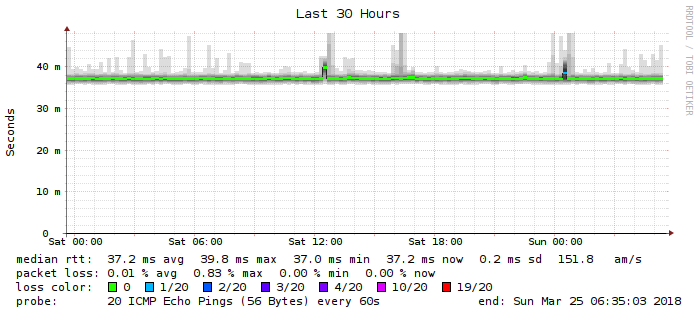 Last 30 Hours
RRDTOOL / TOBI OETIKER
Seconds
40 m
30 m
20 m
10 m
0
Sat 00:00 Sat 06:00 Sat 12:00 Sat 18:00 Sun 00:00
median rtt: 37.2 ms avg 39.8 ms max 37.0 ms min 37.2 ms now 0.2 ms sd 151.8 am/s
packet loss: 0.01 % avg 0.83 % max 0.00 % min 0.00 % now
loss color: 0 1/20 2/20 3/20 4/20 10/20 19/20
probe: 20 ICMP Echo Pings (56 Bytes) every 60s end: Sun Mar 25 06:35:03 2018